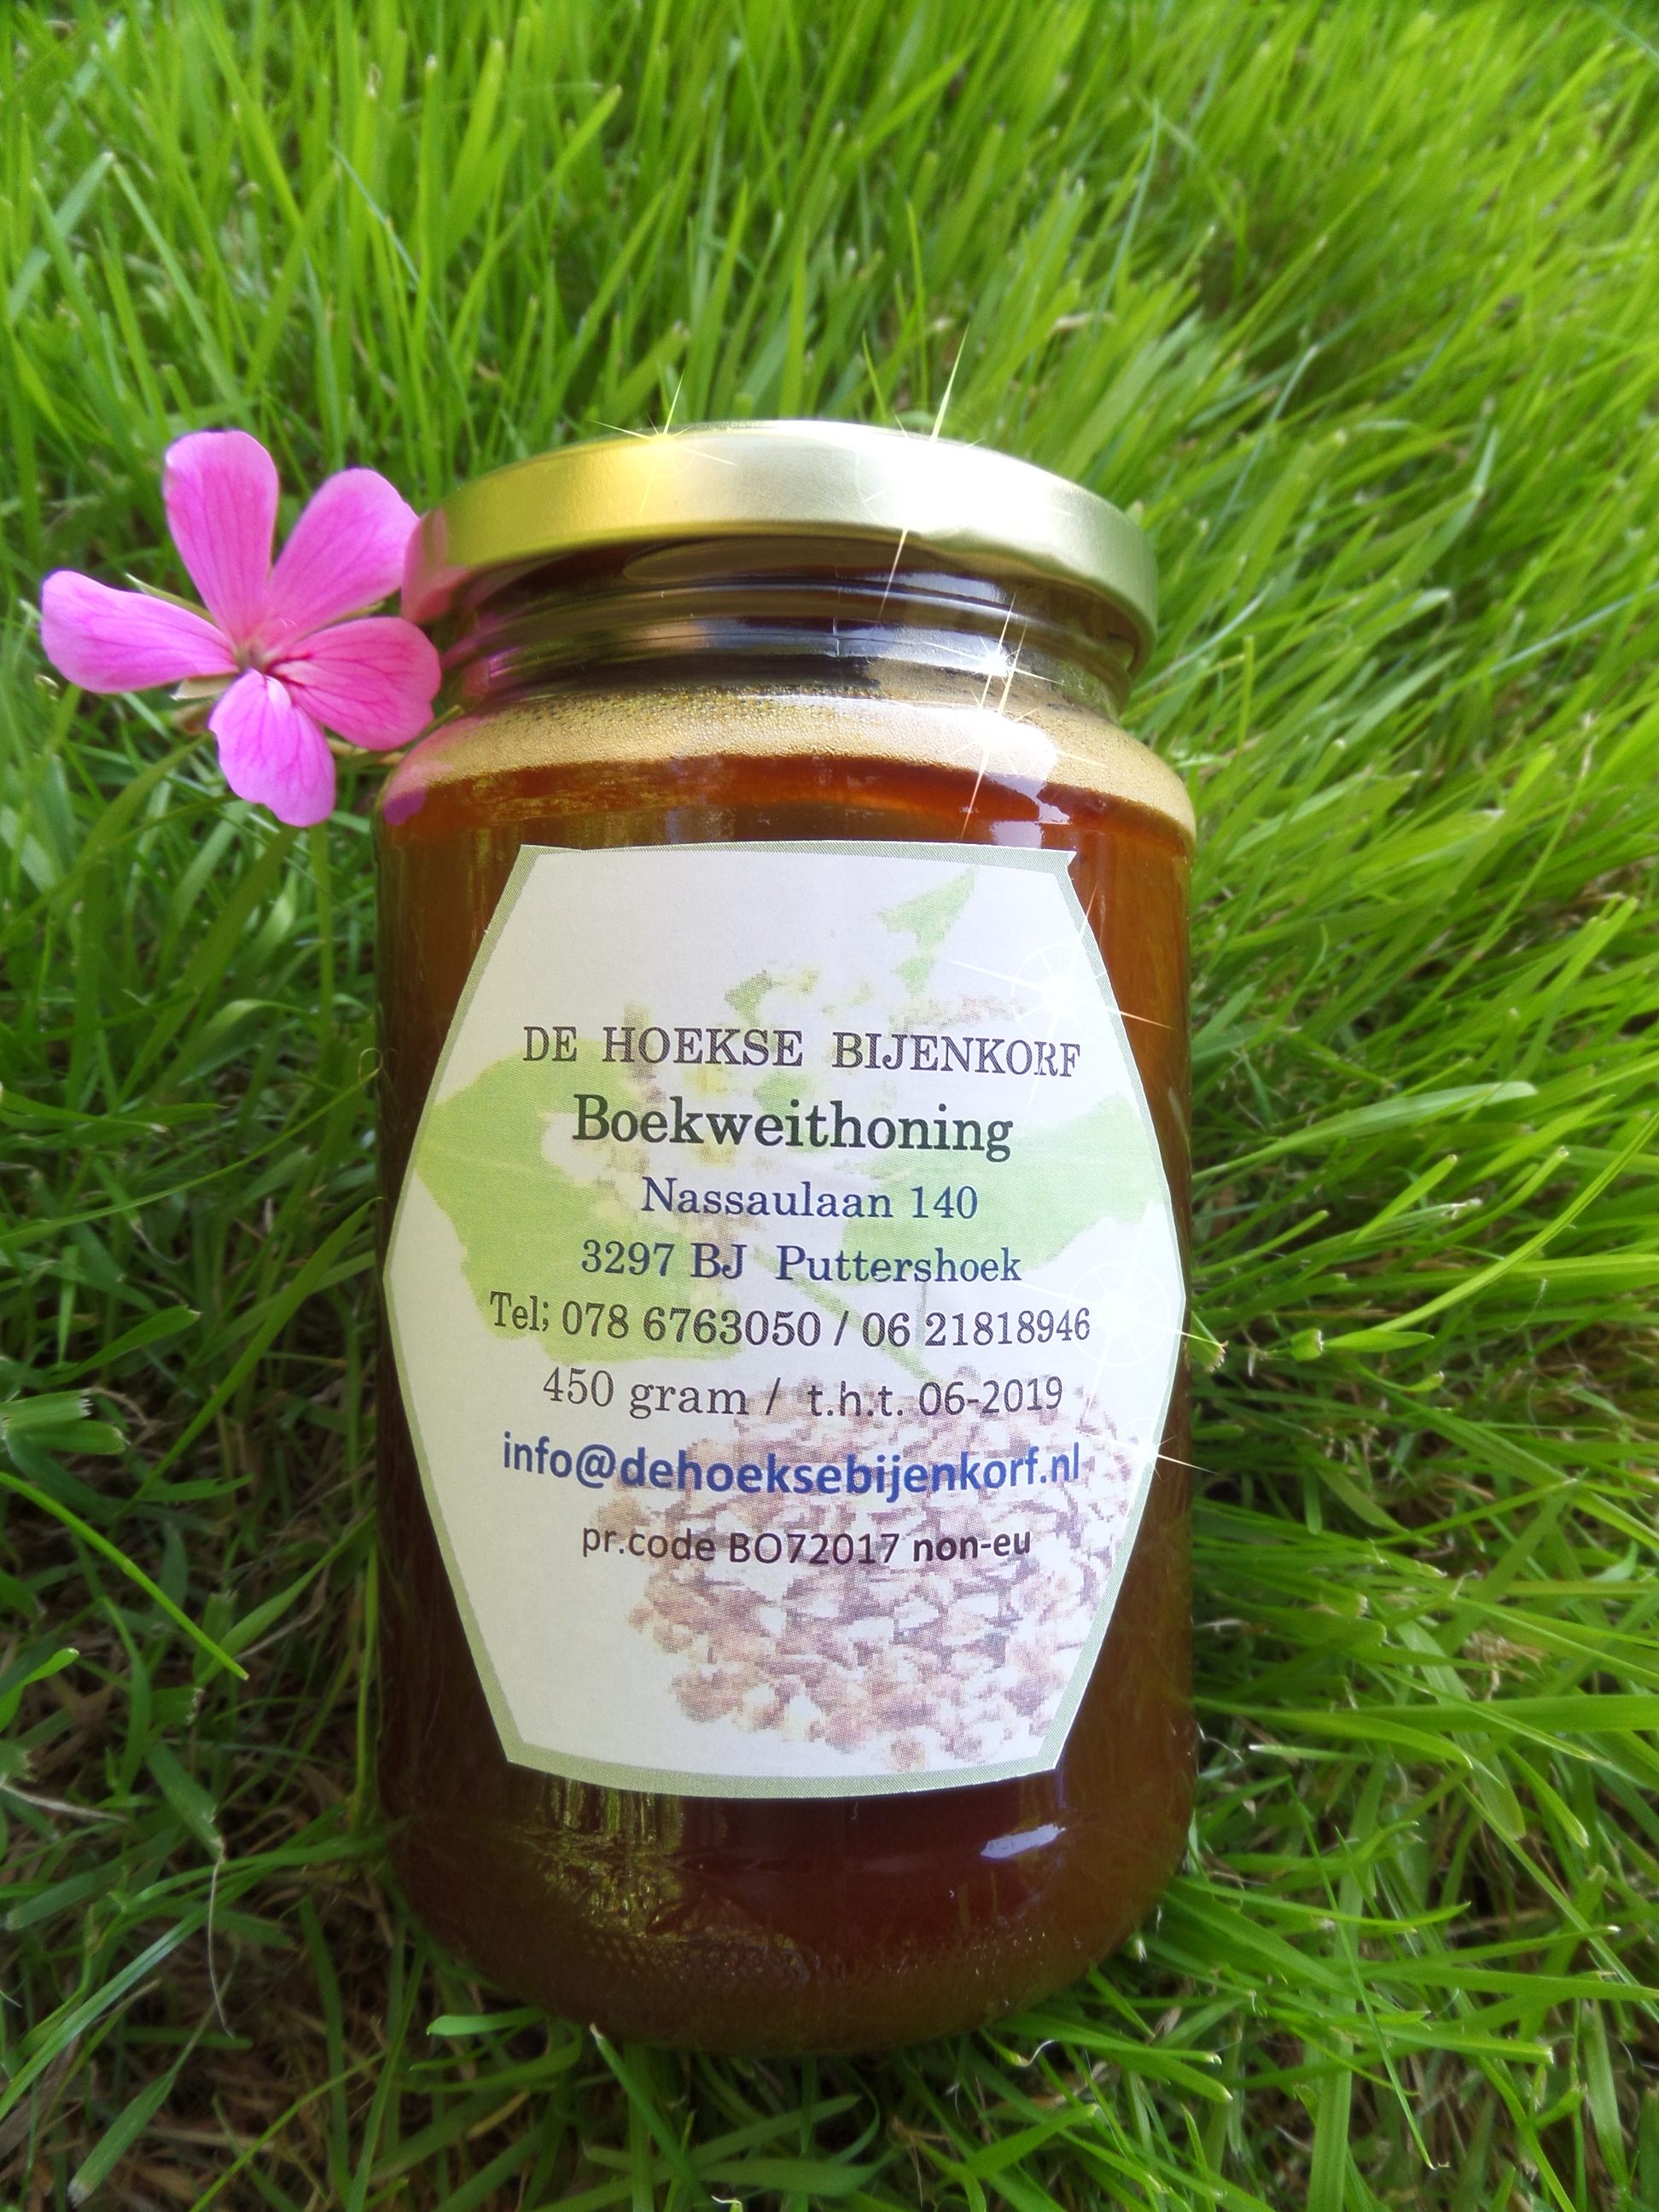 DE HOEKSE BIJENKORF
Boekweithoning
Nassaulaan 140
3297 BJ Puttershoek
Tel; 078 6763050 / 06 21818946
450 gram / t.h.t. 06-2019
info@dehoeksebijenkorf.nl
pr.code BO72017 non-eu